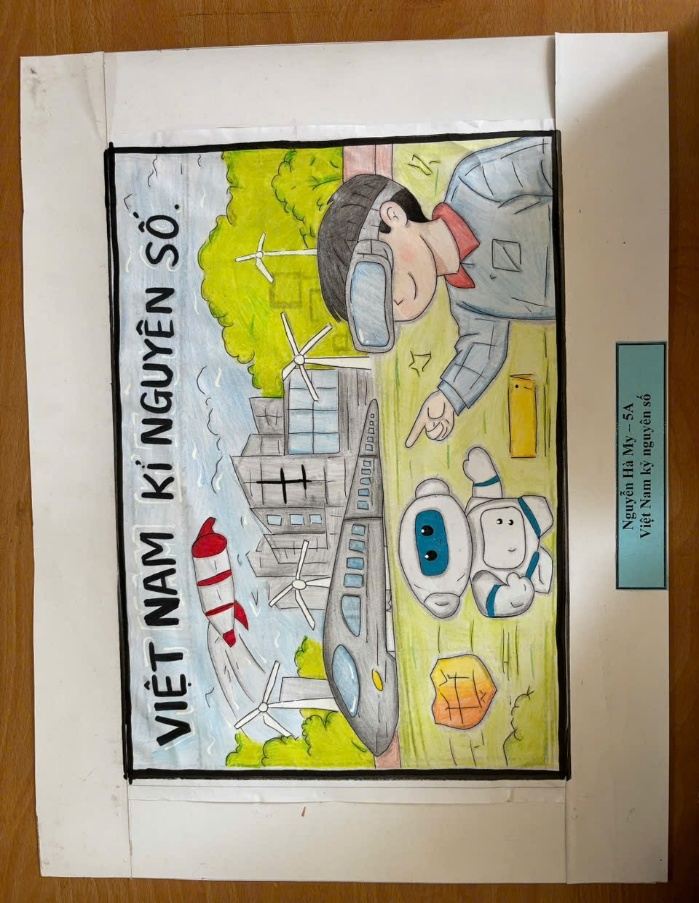 VIỆT NAM KỈ NGUYÊN SỐ.
Nguyễn Hà My – 5A
Việt Nam kỷ nguyên số